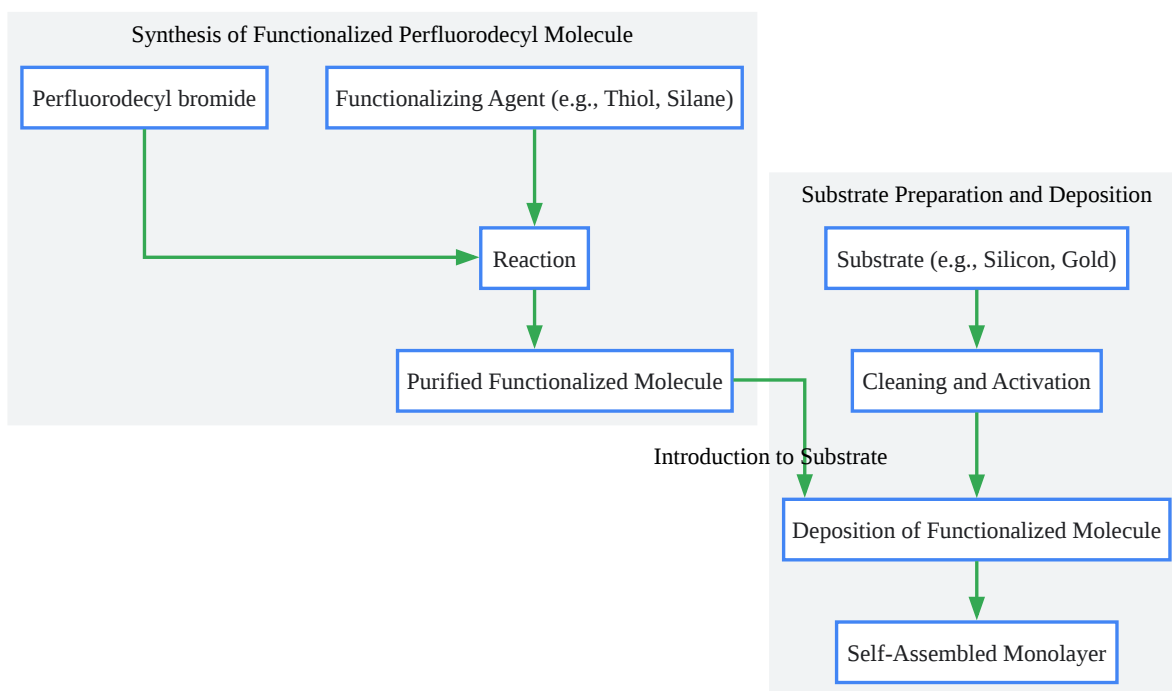 Synthesis of Functionalized Perfluorodecyl Molecule
Perfluorodecyl bromide
Functionalizing Agent (e.g., Thiol, Silane)
Reaction
Purified Functionalized Molecule
Introduction to Substrate
Substrate Preparation and Deposition
Substrate (e.g., Silicon, Gold)
Cleaning and Activation
Deposition of Functionalized Molecule
Self-Assembled Monolayer